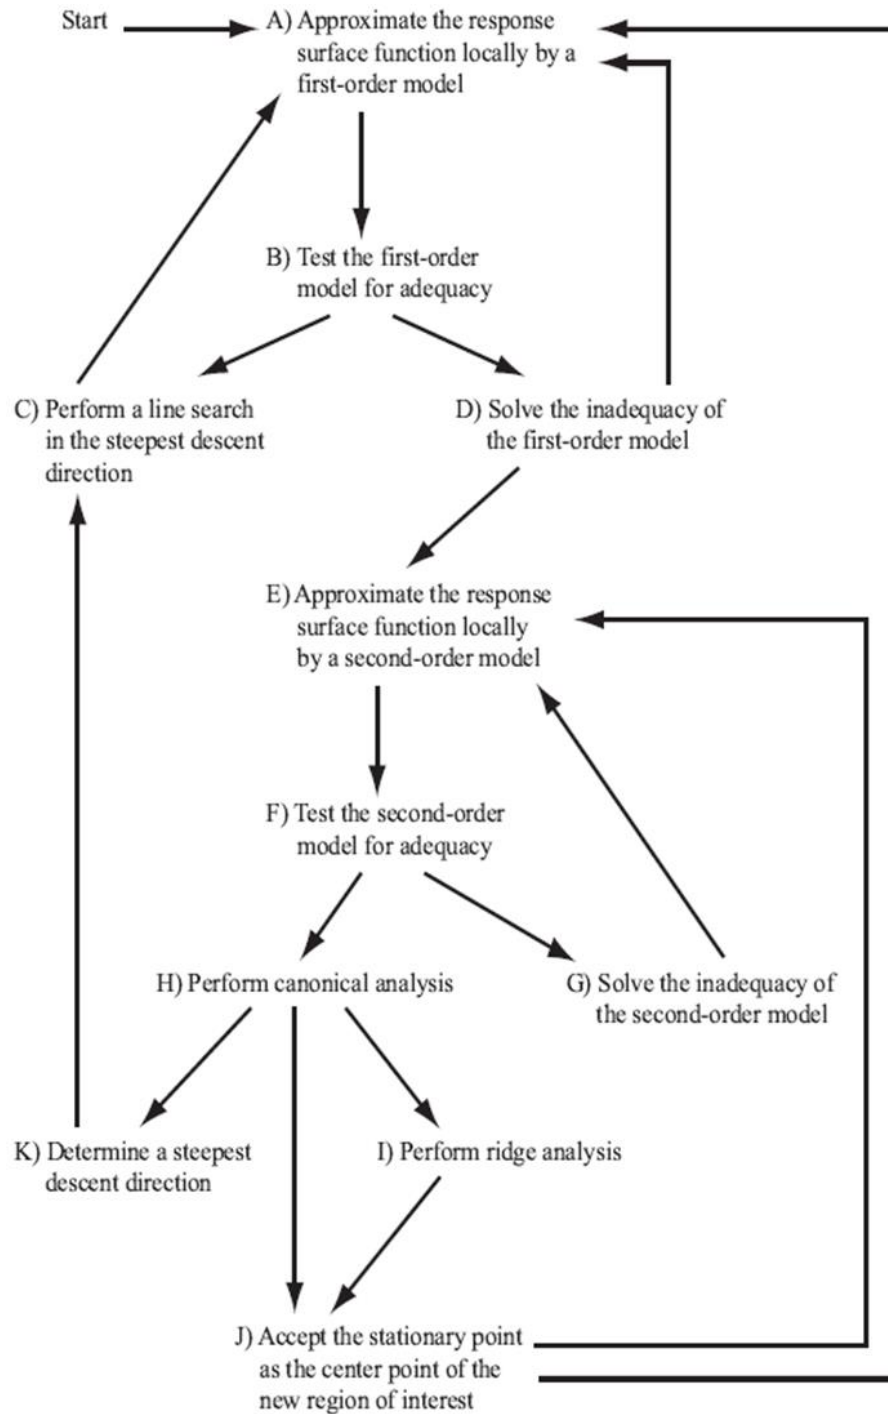 Start
A) Approximate the response
surface function locally by a
first-order model
B) Test the first-order
model for adequacy
C) Perform a line search
in the steepest descent
direction
D) Solve the inadequacy of
the first-order model
E) Approximate the response
surface function locally
by a second-order model
F) Test the second-order
model for adequacy
H) Perform canonical analysis
G) Solve the inadequacy of
the second-order model
K) Determine a steepest
descent direction
I) Perform ridge analysis
J) Accept the stationary point
as the center point of the
new region of interest